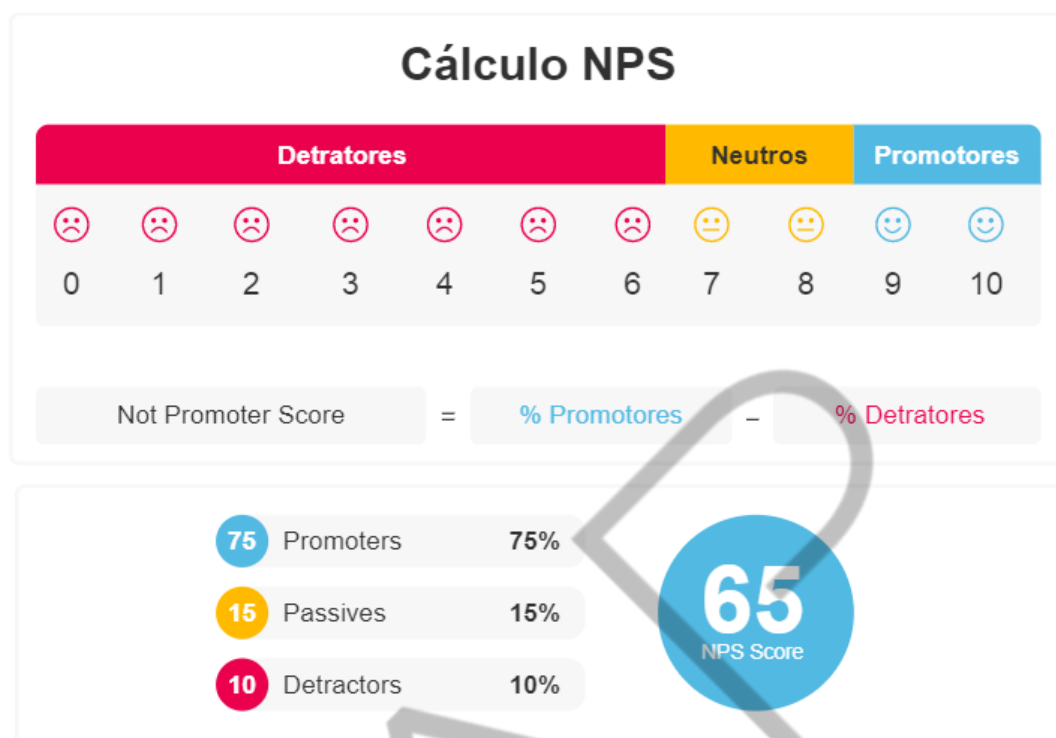 Cálculo NPS
Detratores Neutros Promotores
0 1 2 3 4 5 6 7 8 9 10
Not Promoter Score = % Promotores – % Detratores
75 Promoters 75%
15 Passives 15%
10 Detractors 10%
65
NPS Score